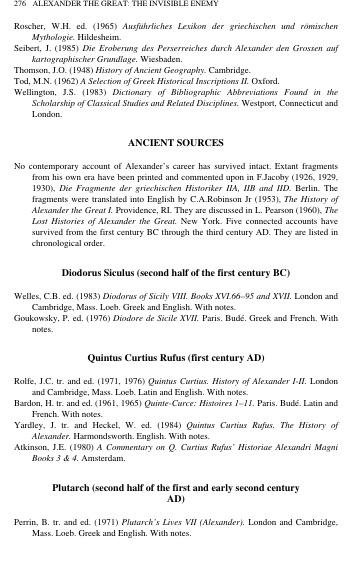 276 ALEXANDER THE GREAT: THE INVISIBLE ENEMY
Roscher, W.H. ed. (1965) Ausführliches Lexikon der griechischen und römischen
Mythologie. Hildesheim.
Seibert, J. (1985) Die Eroberung des Perserreiches durch Alexander den Grossen auf
kartographischer Grundlage. Wiesbaden.
Thomson, J.O. (1948) History of Ancient Geography. Cambridge.
Tod, M.N. (1962) A Selection of Greek Historical Inscriptions II. Oxford.
Wellington, J.S. (1983) Dictionary of Bibliographic Abbreviations Found in the
Scholarship of Classical Studies and Related Disciplines. Westport, Connecticut and
London.
ANCIENT SOURCES
No contemporary account of Alexander's career has survived intact. Extant fragments
from his own era have been printed and commented upon in F.Jacoby (1926, 1929,
1930), Die Fragmente der griechischen Historiker IIA, IIB and IID. Berlin. The
fragments were translated into English by C.A.Robinson Jr (1953), The History of
Alexander the Great I. Providence, RI. They are discussed in L. Pearson (1960), The
Lost Histories of Alexander the Great. New York. Five connected accounts have
survived from the first century BC through the third century AD. They are listed in
chronological order.
Diodorus Siculus (second half of the first century BC)
Welles, C.B. ed. (1983) Diodorus of Sicily VIII. Books XVI.66–95 and XVII. London and
Cambridge, Mass. Loeb. Greek and English. With notes.
Goukowsky, P. ed. (1976) Diodore de Sicile XVII. Paris. Budé. Greek and French. With
notes.
Quintus Curtius Rufus (first century AD)
Rolfe, J.C. tr. and ed. (1971, 1976) Quintus Curtius. History of Alexander I-II. London
and Cambridge, Mass. Loeb. Latin and English. With notes.
Bardon, H. tr. and ed. (1961, 1965) Quinte-Curce: Histoires 1–11. Paris. Budé. Latin and
French. With notes.
Yardley, J. tr. and Heckel, W. ed. (1984) Quintus Curtius Rufus. The History of
Alexander. Harmondsworth. English. With notes.
Atkinson, J.E. (1980) A Commentary on Q. Curtius Rufus' Historiae Alexandri Magni
Books 3 & 4. Amsterdam.
Plutarch (second half of the first and early second century
AD)
Perrin, B. tr. and ed. (1971) Plutarch's Lives VII (Alexander). London and Cambridge,
Mass. Loeb. Greek and English. With notes.